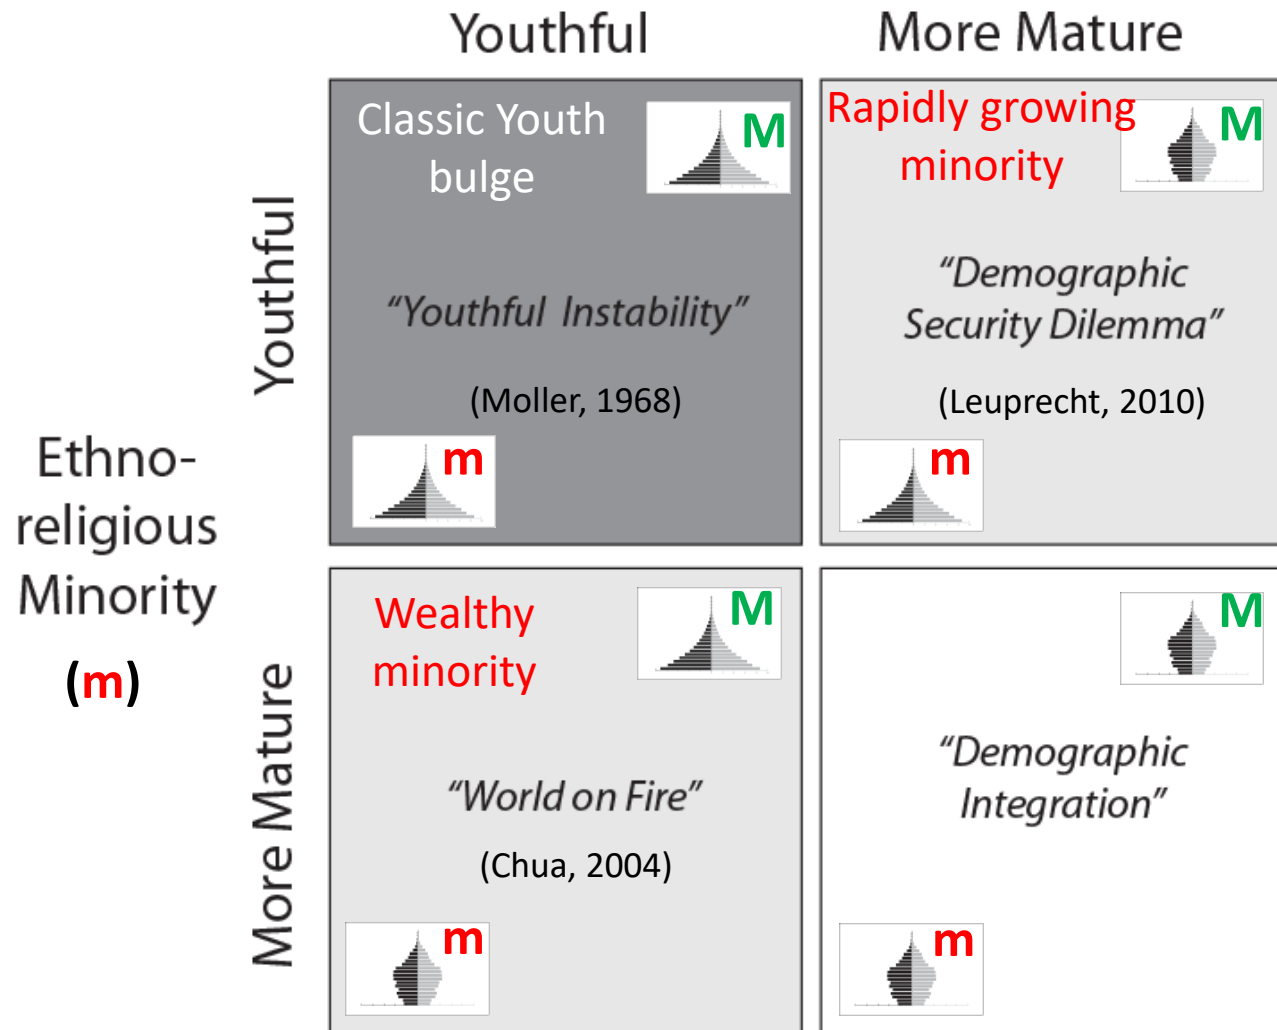 Youthful
More Mature
Youthful
Classic Youth
bulge
M
"Youthful Instability"
(Moller, 1968)
m
Rapidly growing
minority
M
"Demographic
Security Dilemma"
(Leuprecht, 2010)
m
Ethno-
religious
Minority
(m)
More Mature
Wealthy
minority
M
"World on Fire"
(Chua, 2004)
m
M
"Demographic
Integration"
m